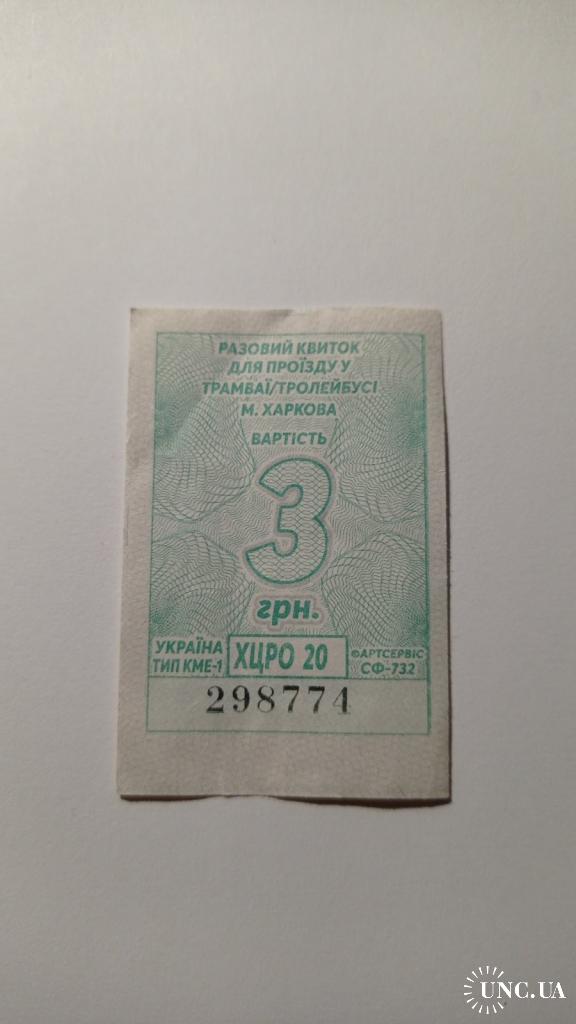 РАЗОВИЙ КВИТОК
ДЛЯ ПРОЇЗДУ У
ТРАМВАЇ/ТРОЛЕЙБУСІ
М. ХАРКОВА
ВАРТІСТЬ
3
грн.
УКРАЇНА
ТИП КМЕ-1
ХЦРО 20
©АРТСЕРВІС
СФ-732
298774
UNC.UA